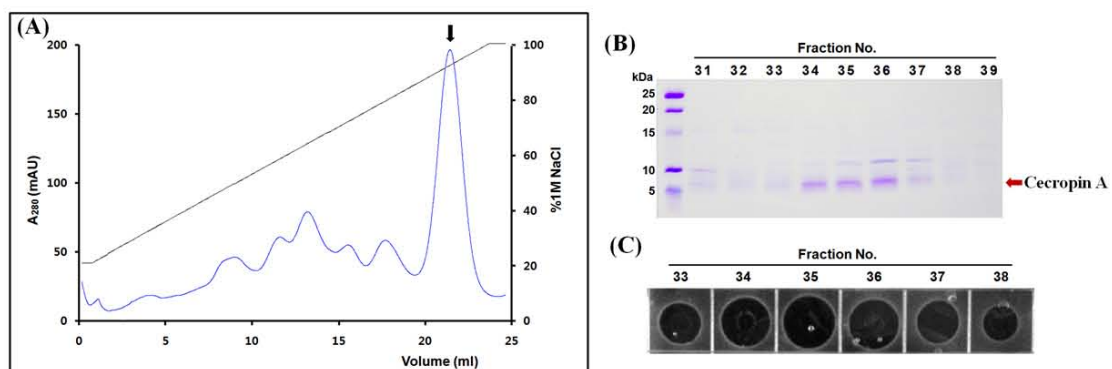 (A)
200
150
100
50
0
A280 (mAU)
0 5 10 15 20 25
Volume (ml)
100
80
60
40
20
0
%1M NaCl
(B)
Fraction No.
kDa 31 32 33 34 35 36 37 38 39
25
20
15
10
5
Cecropin A
(C)
Fraction No.
33 34 35 36 37 38